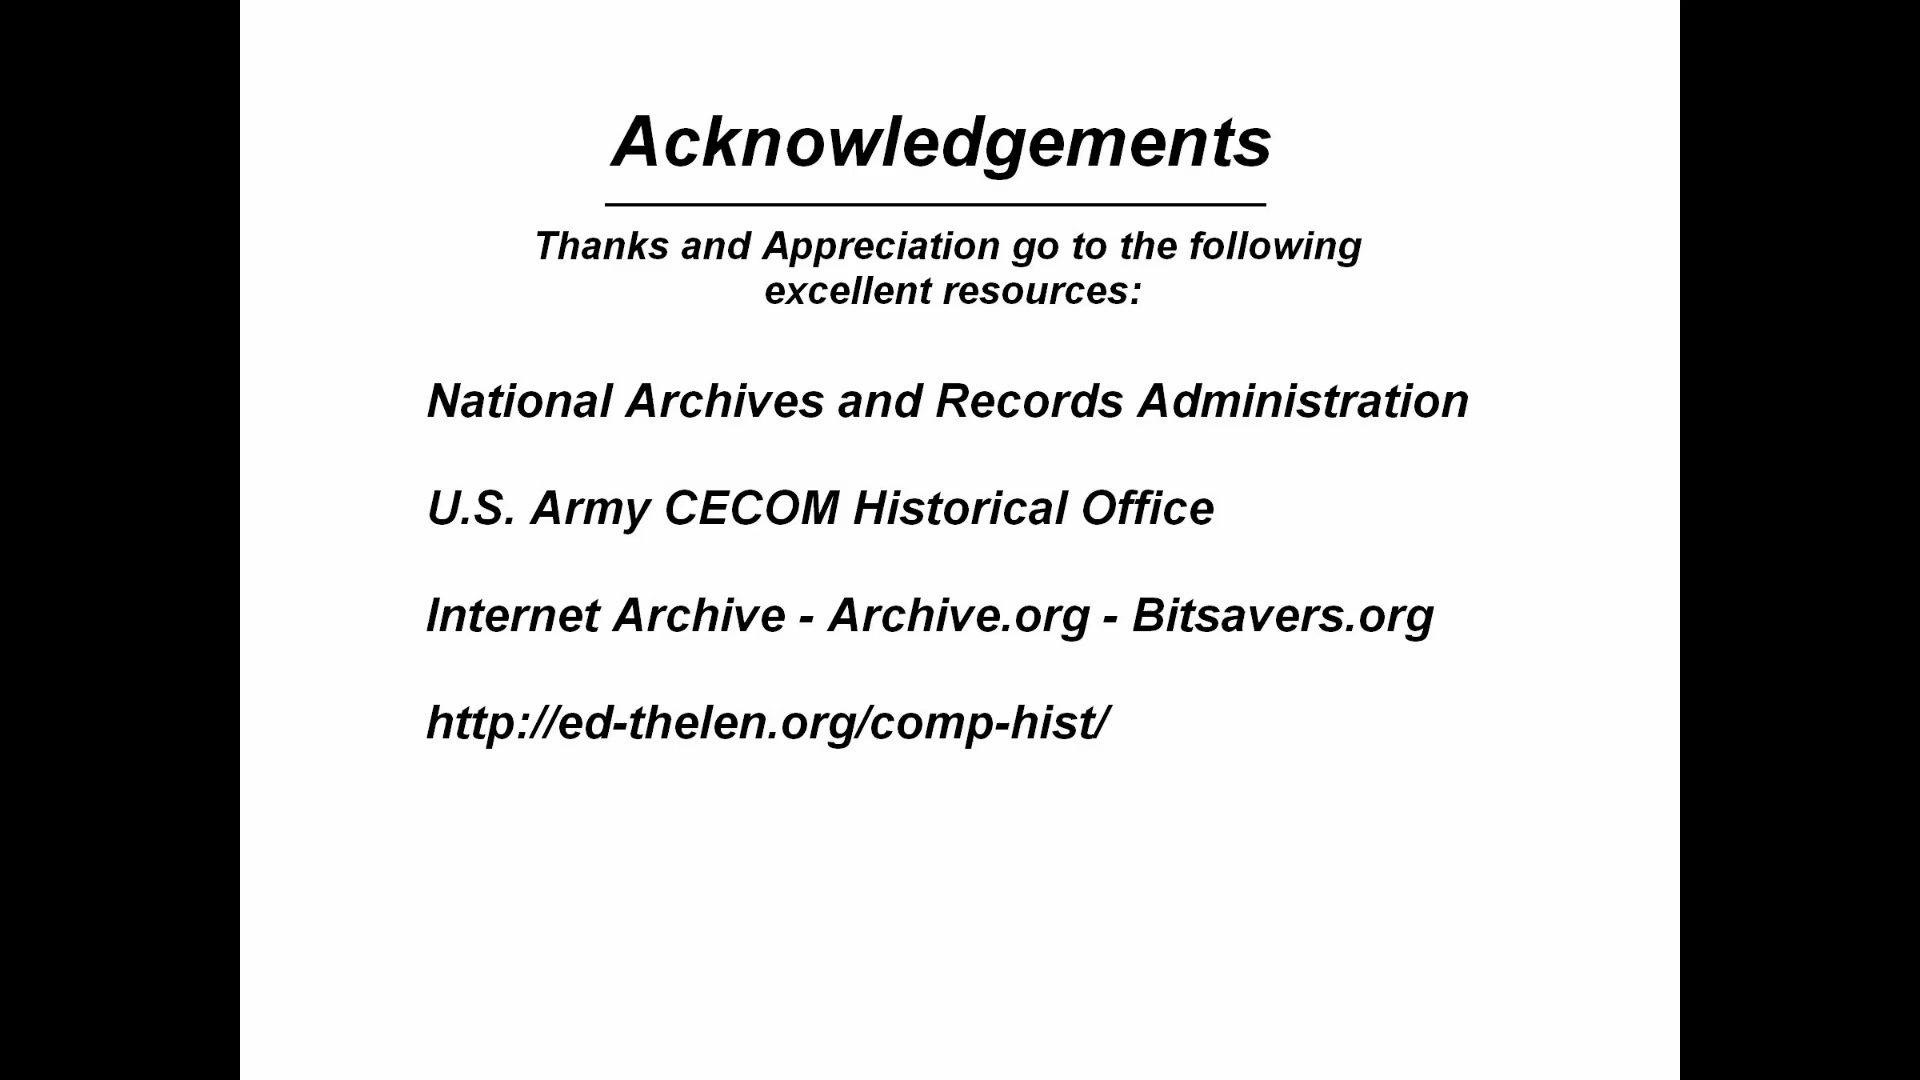 Acknowledgements
Thanks and Appreciation go to the following
excellent resources:
National Archives and Records Administration
U.S. Army CECOM Historical Office
Internet Archive - Archive.org - Bitsavers.org
http://ed-thelen.org/comp-hist/